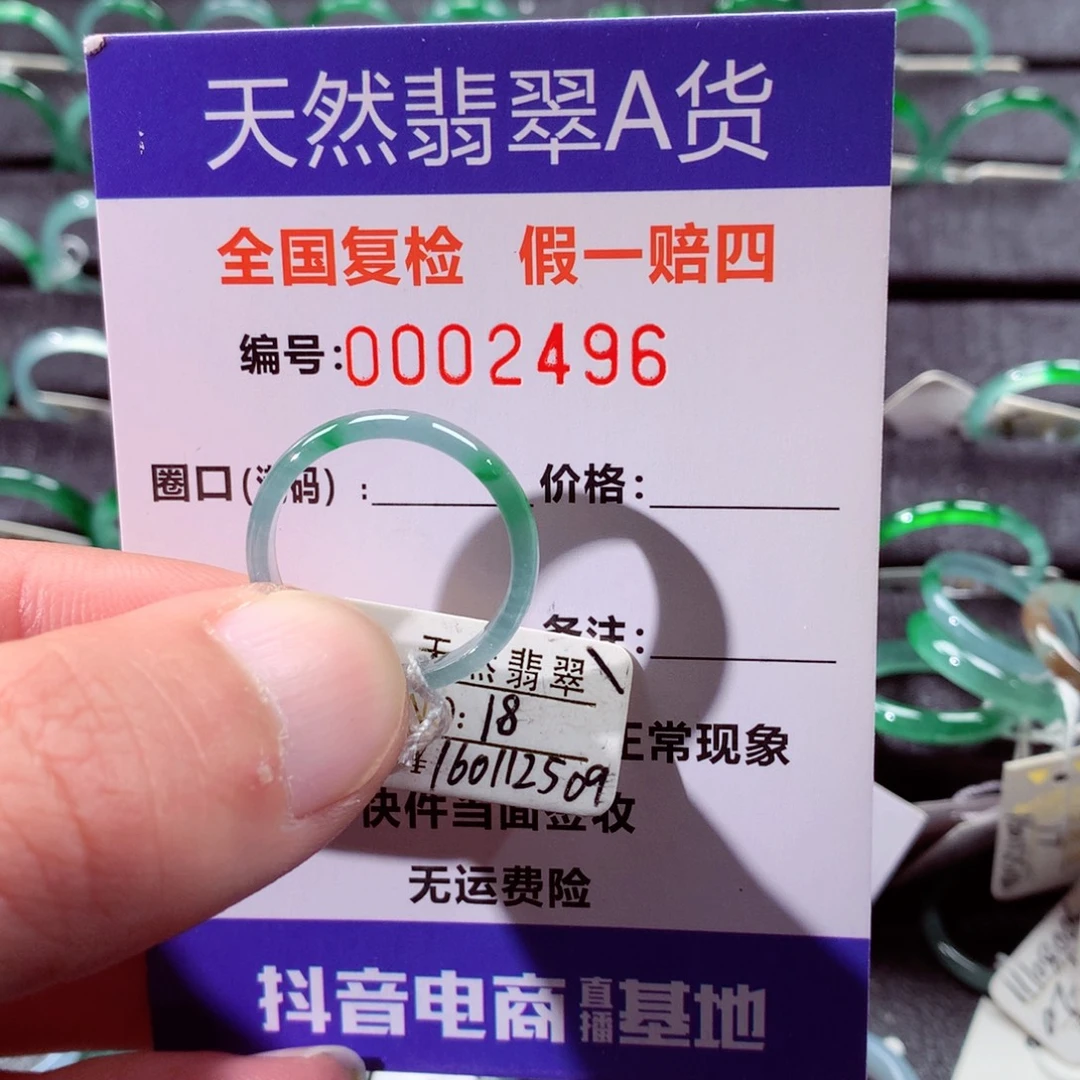 天然翡翠A货
全国复检 假一赔四
编号:0002496
圈口(海码) :
价格:
备注:
天然翡翠
: 18
¥160112509
正常现象
快件当面签收
无运费险
抖音电商直播基地